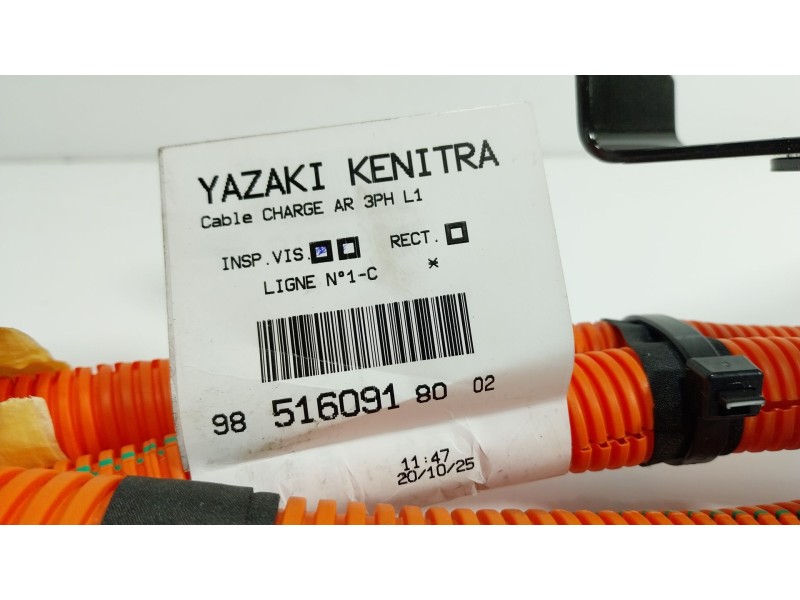 YAZAKI KENITRA
Cable CHARGE AR 3PH L1
INSP.VIS. RECT.
LIGNE N°1-C *
98 516091 80 02
11:47
20/10/25